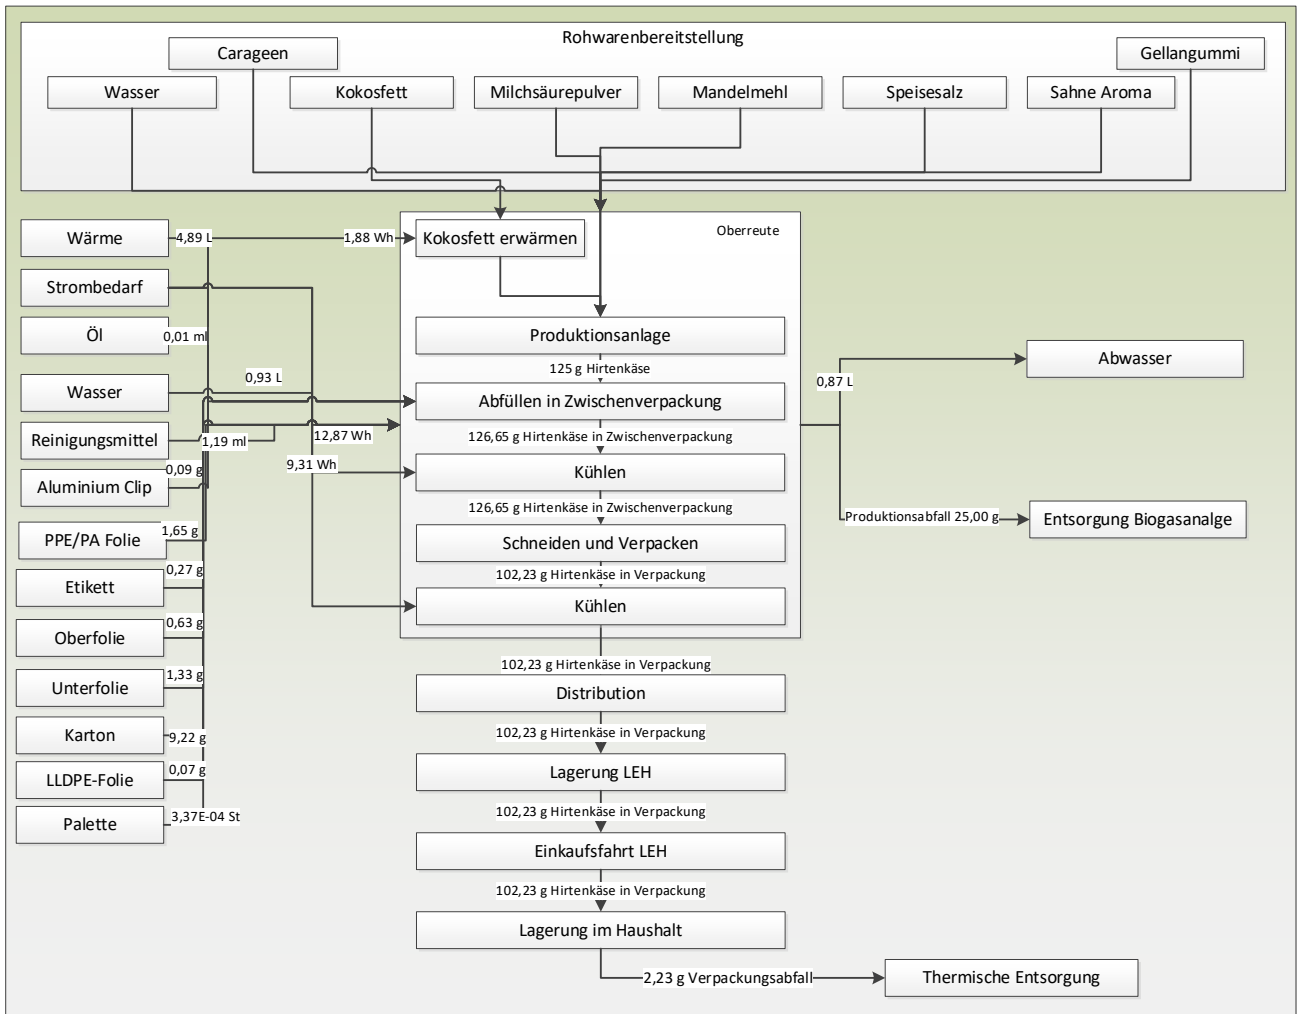 Rohwarenbereitstellung
Carageen
Gellangummi
Wasser
Kokosfett
Milchsäurepulver
Mandelmehl
Speisesalz
Sahne Aroma
Wärme
4,89 L
1,88 Wh
Kokosfett erwärmen
Oberreute
Strombedarf
Öl
0,01 ml
Produktionsanlage
Abwasser
125 g Hirtenkäse
0,93 L
0,87 L
Wasser
Abfüllen in Zwischenverpackung
Reinigungsmittel
1,19 ml
12,87 Wh
126,65 g Hirtenkäse in Zwischenverpackung
0,09 g
9,31 Wh
Kühlen
Aluminium Clip
126,65 g Hirtenkäse in Zwischenverpackung
Produktionsabfall 25,00 g
Entsorgung Biogasanalge
PPE/PA Folie
1,65 g
Schneiden und Verpacken
0,27 g
102,23 g Hirtenkäse in Verpackung
Etikett
Kühlen
0,63 g
Oberfolie
102,23 g Hirtenkäse in Verpackung
1,33 g
Unterfolie
Distribution
Karton
9,22 g
102,23 g Hirtenkäse in Verpackung
0,07 g
LLDPE-Folie
Lagerung LEH
3,37E-04 St
Palette
102,23 g Hirtenkäse in Verpackung
Einkaufsfahrt LEH
102,23 g Hirtenkäse in Verpackung
Lagerung im Haushalt
2,23 g Verpackungsabfall
Thermische Entsorgung